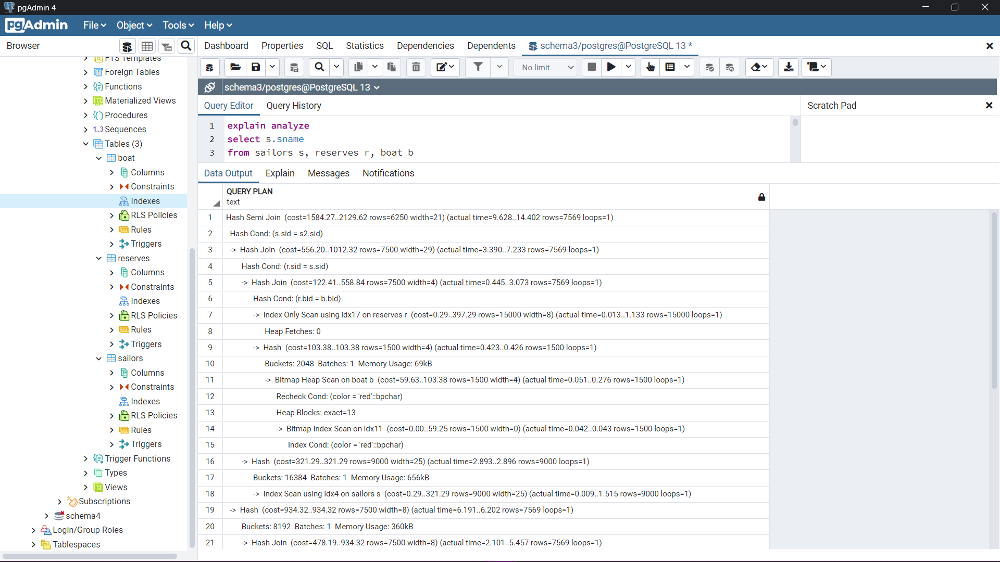 pgAdmin 4
pgAdmin File Object Tools Help
Browser
Dashboard Properties SQL Statistics Dependencies Dependents schema3/postgres@PostgreSQL 13 *
No limit
schema3/postgres@PostgreSQL 13
Query Editor Query History
Scratch Pad
1 explain analyze
2 select s.sname
3 from sailors s, reserves r, boat b
Data Output Explain Messages Notifications
QUERY PLAN
text
1 Hash Semi Join (cost=1584.27..2129.62 rows=6250 width=21) (actual time=9.628..14.402 rows=7569 loops=1)
2 Hash Cond: (s.sid = s2.sid)
3 -> Hash Join (cost=556.20..1012.32 rows=7500 width=29) (actual time=3.390..7.233 rows=7569 loops=1)
4 Hash Cond: (r.sid = s.sid)
5 -> Hash Join (cost=122.41..558.84 rows=7500 width=4) (actual time=0.445..3.073 rows=7569 loops=1)
6 Hash Cond: (r.bid = b.bid)
7 -> Index Only Scan using idx17 on reserves r (cost=0.29..397.29 rows=15000 width=8) (actual time=0.013..1.133 rows=15000 loops=1)
8 Heap Fetches: 0
9 -> Hash (cost=103.38..103.38 rows=1500 width=4) (actual time=0.423..0.426 rows=1500 loops=1)
10 Buckets: 2048 Batches: 1 Memory Usage: 69kB
11 -> Bitmap Heap Scan on boat b (cost=59.63..103.38 rows=1500 width=4) (actual time=0.051..0.276 rows=1500 loops=1)
12 Recheck Cond: (color = 'red'::bpchar)
13 Heap Blocks: exact=13
14 -> Bitmap Index Scan on idx11 (cost=0.00..59.25 rows=1500 width=0) (actual time=0.042..0.043 rows=1500 loops=1)
15 Index Cond: (color = 'red'::bpchar)
16 -> Hash (cost=321.29..321.29 rows=9000 width=25) (actual time=2.893..2.896 rows=9000 loops=1)
17 Buckets: 16384 Batches: 1 Memory Usage: 656kB
18 -> Index Scan using idx4 on sailors s (cost=0.29..321.29 rows=9000 width=25) (actual time=0.009..1.515 rows=9000 loops=1)
19 -> Hash (cost=934.32..934.32 rows=7500 width=8) (actual time=6.191..6.202 rows=7569 loops=1)
20 Buckets: 8192 Batches: 1 Memory Usage: 360kB
21 -> Hash Join (cost=478.19..934.32 rows=7500 width=8) (actual time=2.101..5.457 rows=7569 loops=1)
FTS Templates
Foreign Tables
Functions
Materialized Views
Procedures
1..3 Sequences
Tables (3)
boat
Columns
Constraints
Indexes
RLS Policies
Rules
Triggers
reserves
Columns
Constraints
Indexes
RLS Policies
Rules
Triggers
sailors
Columns
Constraints
Indexes
RLS Policies
Rules
Triggers
Trigger Functions
Types
Views
Subscriptions
schema4
Login/Group Roles
Tablespaces